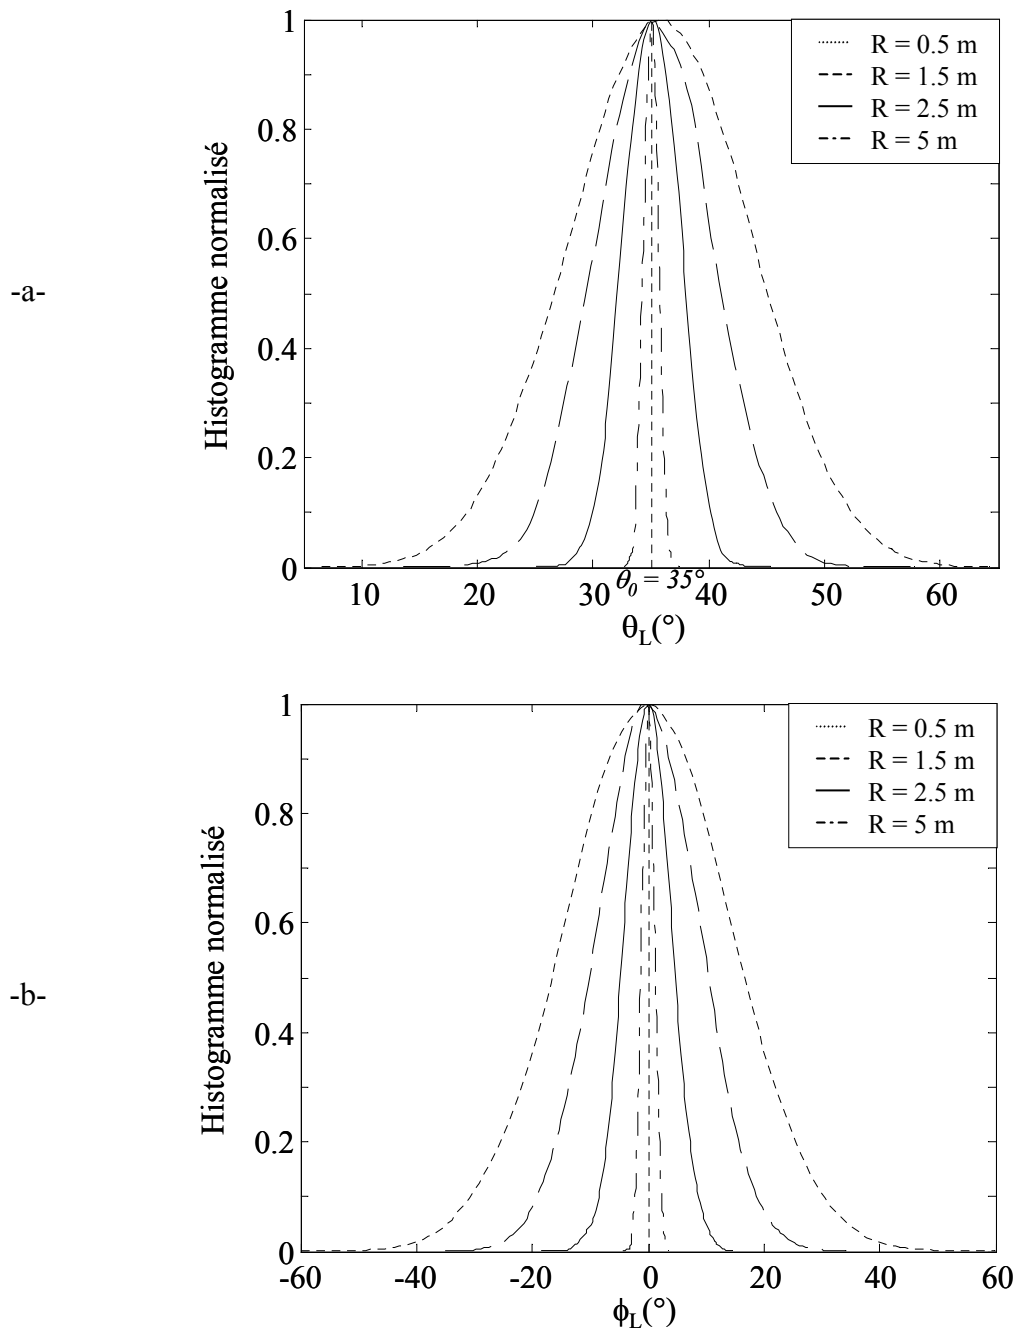 -a-
Histogramme normalisé
1
0.8
0.6
0.4
0.2
0
R = 0.5 m
R = 1.5 m
R = 2.5 m
R = 5 m
θ₀ = 35°
10 20 30 40 50 60
θL(°)
-b-
Histogramme normalisé
1
0.8
0.6
0.4
0.2
0
R = 0.5 m
R = 1.5 m
R = 2.5 m
R = 5 m
-60 -40 -20 0 20 40 60
ϕL(°)